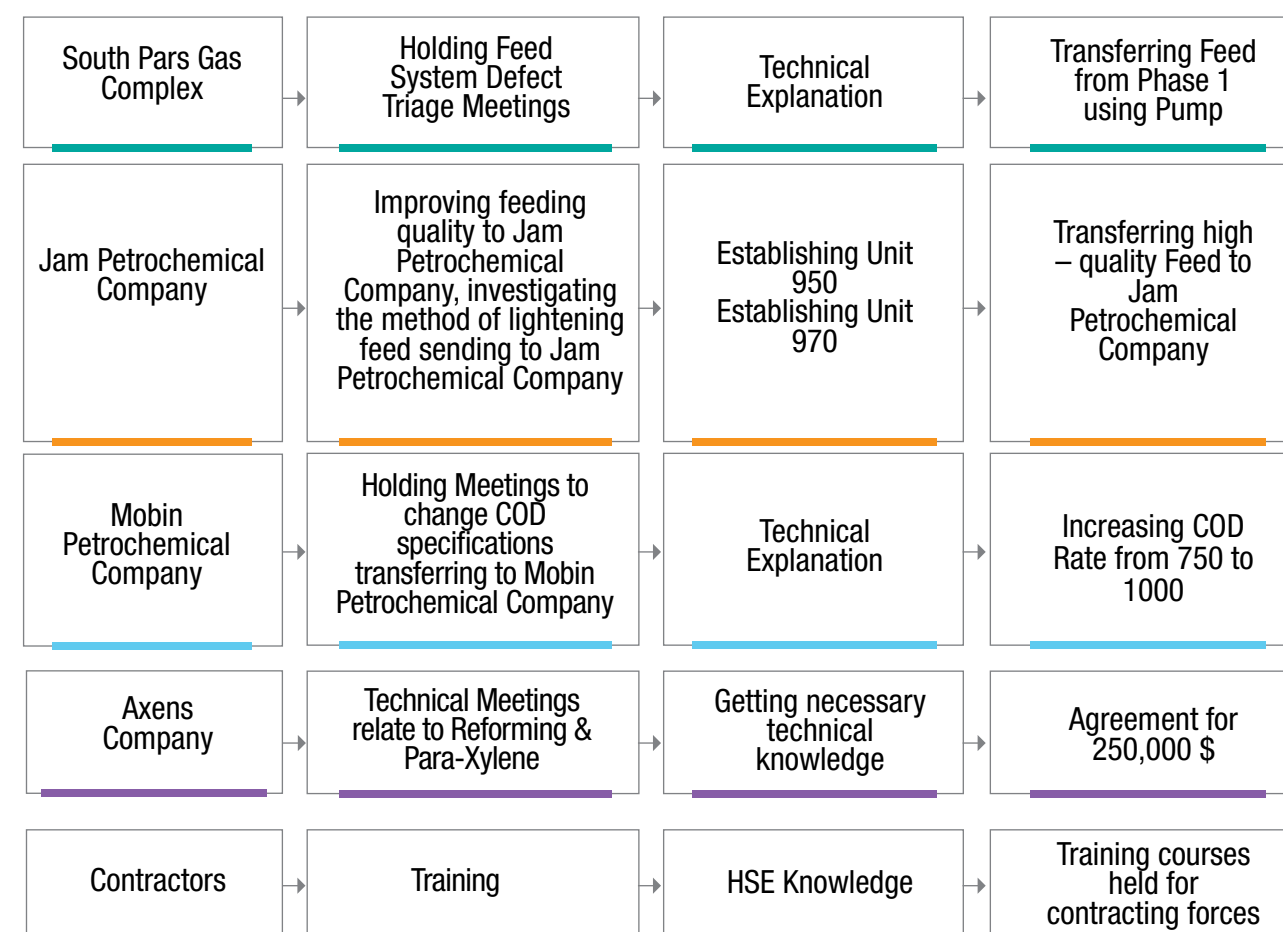 South Pars Gas
Complex
Holding Feed
System Defect
Triage Meetings
Technical
Explanation
Transferring Feed
from Phase 1
using Pump
Jam Petrochemical
Company
Improving feeding
quality to Jam
Petrochemical
Company, investigating
the method of lightening
feed sending to Jam
Petrochemical Company
Establishing Unit
950
Establishing Unit
970
Transferring high
– quality Feed to
Jam
Petrochemical
Company
Mobin
Petrochemical
Company
Holding Meetings to
change COD
specifications
transferring to Mobin
Petrochemical Company
Technical
Explanation
Increasing COD
Rate from 750 to
1000
Axens
Company
Technical Meetings
relate to Reforming &
Para-Xylene
Getting necessary
technical
knowledge
Agreement for
250,000 $
Contractors
Training
HSE Knowledge
Training courses
held for
contracting forces